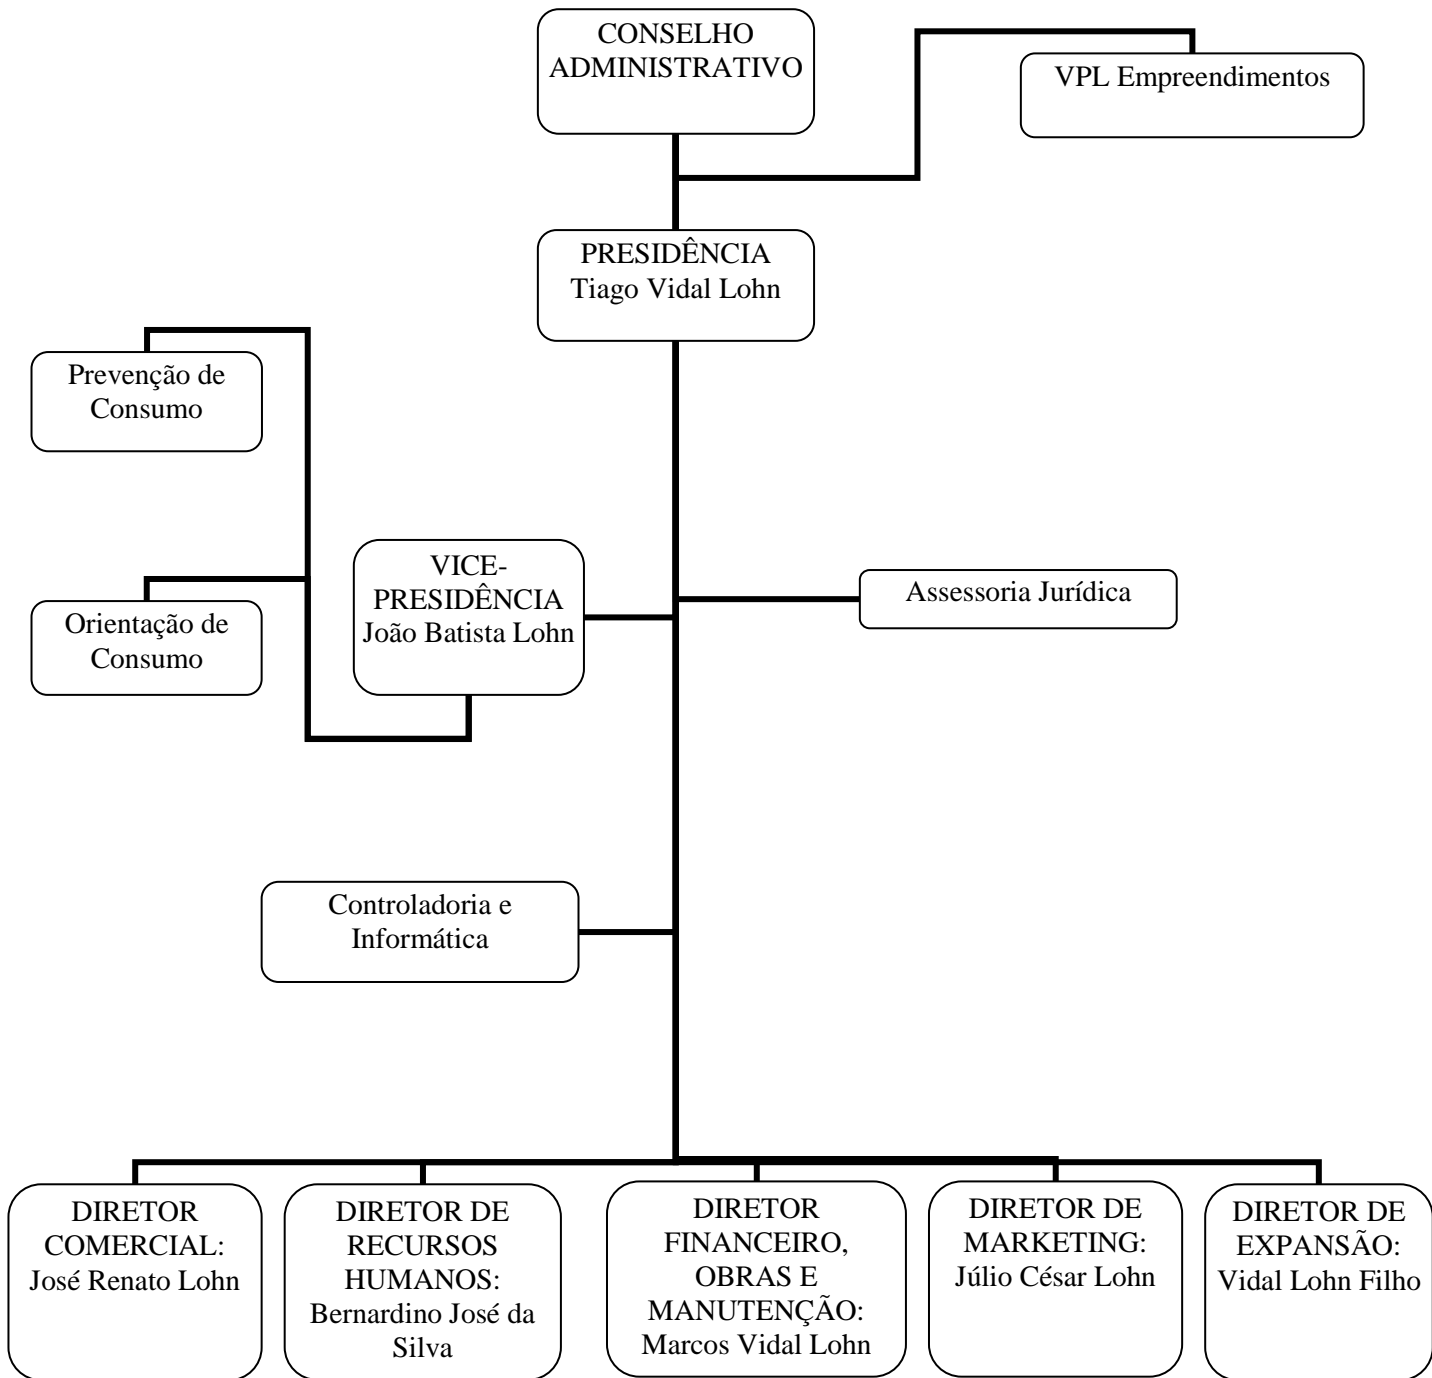 CONSELHO
ADMINISTRATIVO
VPL Empreendimentos
PRESIDÊNCIA
Tiago Vidal Lohn
Prevenção de
Consumo
VICE-
PRESIDÊNCIA
João Batista Lohn
Assessoria Jurídica
Orientação de
Consumo
Controladoria e
Informática
DIRETOR
COMERCIAL:
José Renato Lohn
DIRETOR DE
RECURSOS
HUMANOS:
Bernardino José da
Silva
DIRETOR
FINANCEIRO,
OBRAS E
MANUTENÇÃO:
Marcos Vidal Lohn
DIRETOR DE
MARKETING:
Júlio César Lohn
DIRETOR DE
EXPANSÃO:
Vidal Lohn Filho